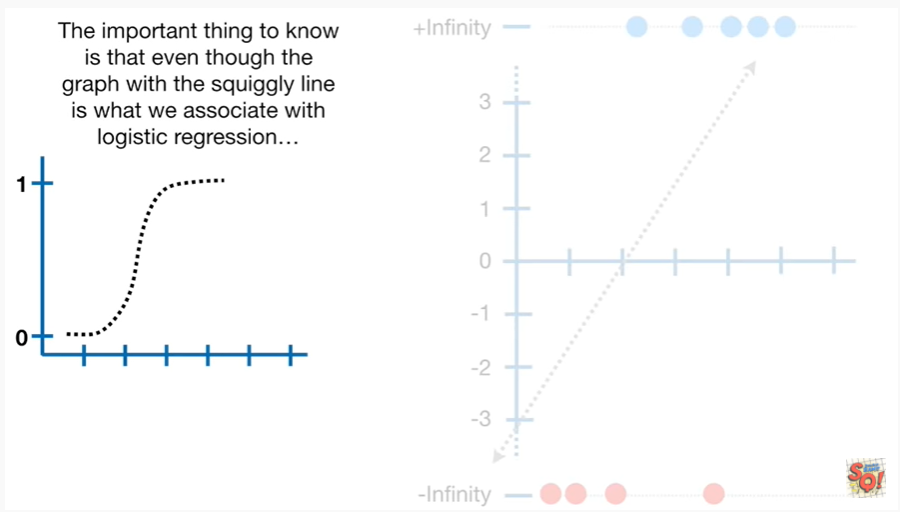 The important thing to know
is that even though the
graph with the squiggly line
is what we associate with
logistic regression…
1
0
+Infinity
3
2
1
0
-1
-2
-3
-Infinity
SO!